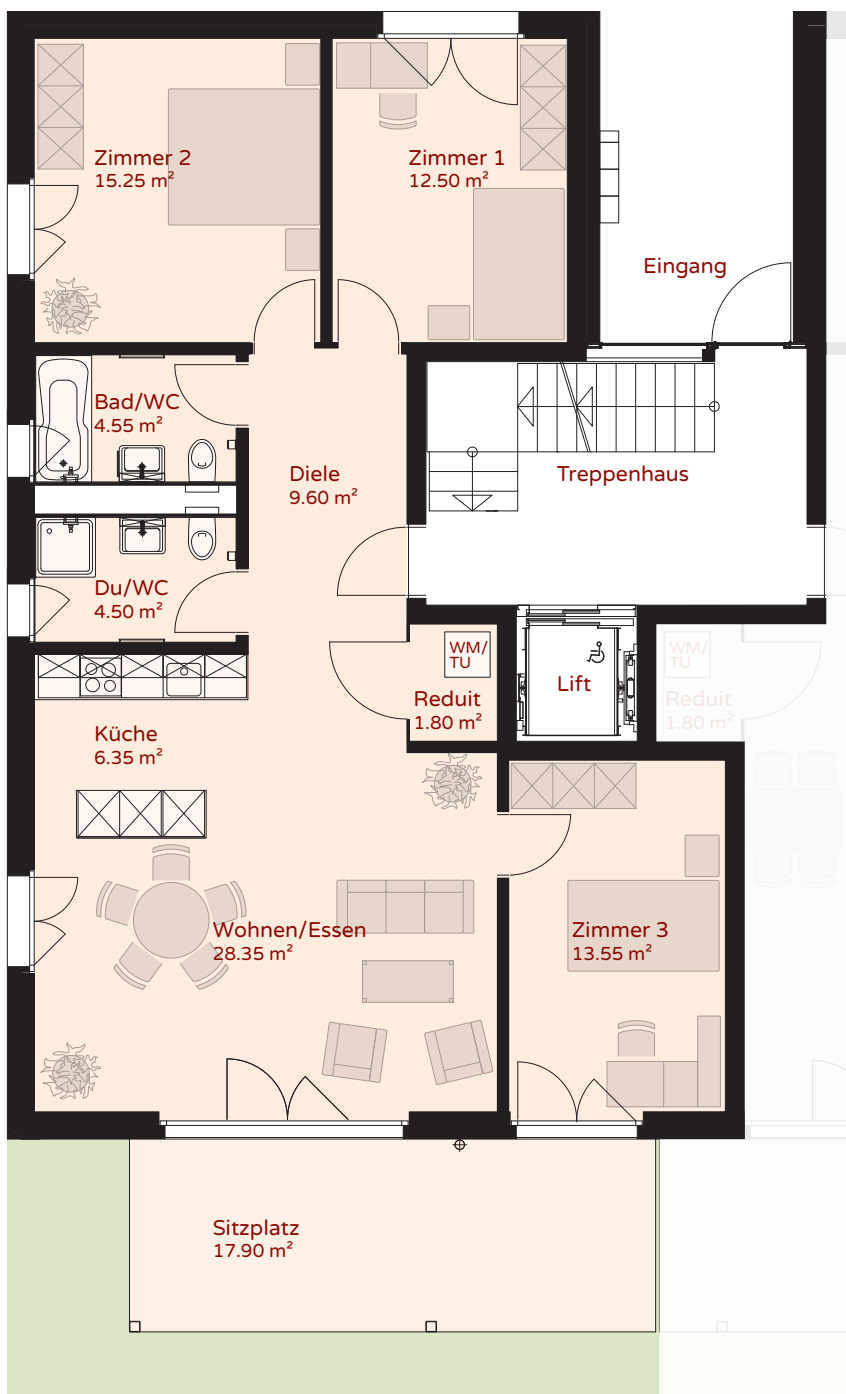 Zimmer 2
15.25 m²
Zimmer 1
12.50 m²
Eingang
Bad/WC
4.55 m²
Diele
9.60 m²
Treppenhaus
Du/WC
4.50 m²
WM/
TU
Reduit
1.80 m²
Lift
WM/
TU
Reduit
1.80 m²
Küche
6.35 m²
Wohnen/Essen
28.35 m²
Zimmer 3
13.55 m²
Sitzplatz
17.90 m²